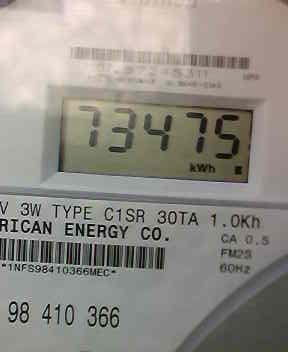 73475
kWh
V 3W TYPE C1SR 30TA 1.0Kh
RICAN ENERGY CO.
CA 0.5
FM2S
60Hz
*1NFS98410366MEC*
98 410 366